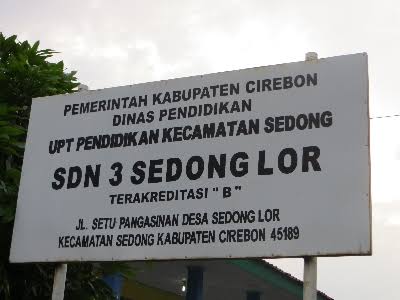 PEMERINTAH KABUPATEN CIREBON
DINAS PENDIDIKAN
UPT PENDIDIKAN KECAMATAN SEDONG
SDN 3 SEDONG LOR
TERAKREDITASI "B"
JL. SETU PANGASINAN DESA SEDONG LOR
KECAMATAN SEDONG KABUPATEN CIREBON 45189